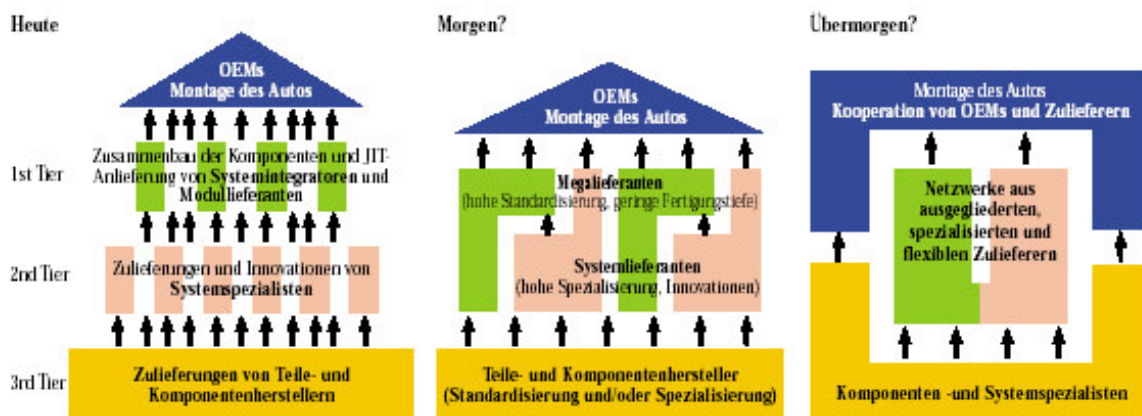 Heute
OEMs
Montage des Autos
1st Tier
Zusammenbau der Komponenten und JIT-
Anlieferung von Systemintegratoren und
Modullieferanten
2nd Tier
Zulieferungen und Innovationen von
Systemspezialisten
3rd Tier
Zulieferungen von Teile- und
Komponentenherstellern
Morgen?
OEMs
Montage des Autos
Megalieferanten
(hohe Standardisierung, geringe Fertigungstiefe)
Systemlieferanten
(hohe Spezialisierung, Innovationen)
Teile- und Komponentenhersteller
(Standardisierung und/oder Spezialisierung)
Übermorgen?
Montage des Autos
Kooperation von OEMs und Zulieferern
Netzwerke aus
ausgegliederten,
spezialisierten und
flexiblen Zulieferern
Komponenten -und Systemspezialisten